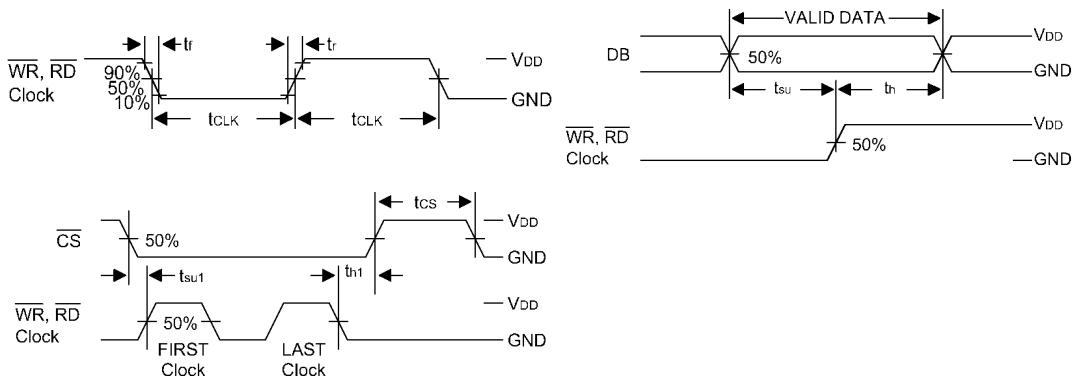 tf
tr
WR, RD
Clock
90%
50%
10%
VDD
GND
tCLK
tCLK
VALID DATA
DB
50%
VDD
GND
tsu
th
WR, RD
Clock
50%
VDD
GND
tCS
CS
50%
VDD
GND
tsu1
th1
WR, RD
Clock
50%
VDD
GND
FIRST
Clock
LAST
Clock